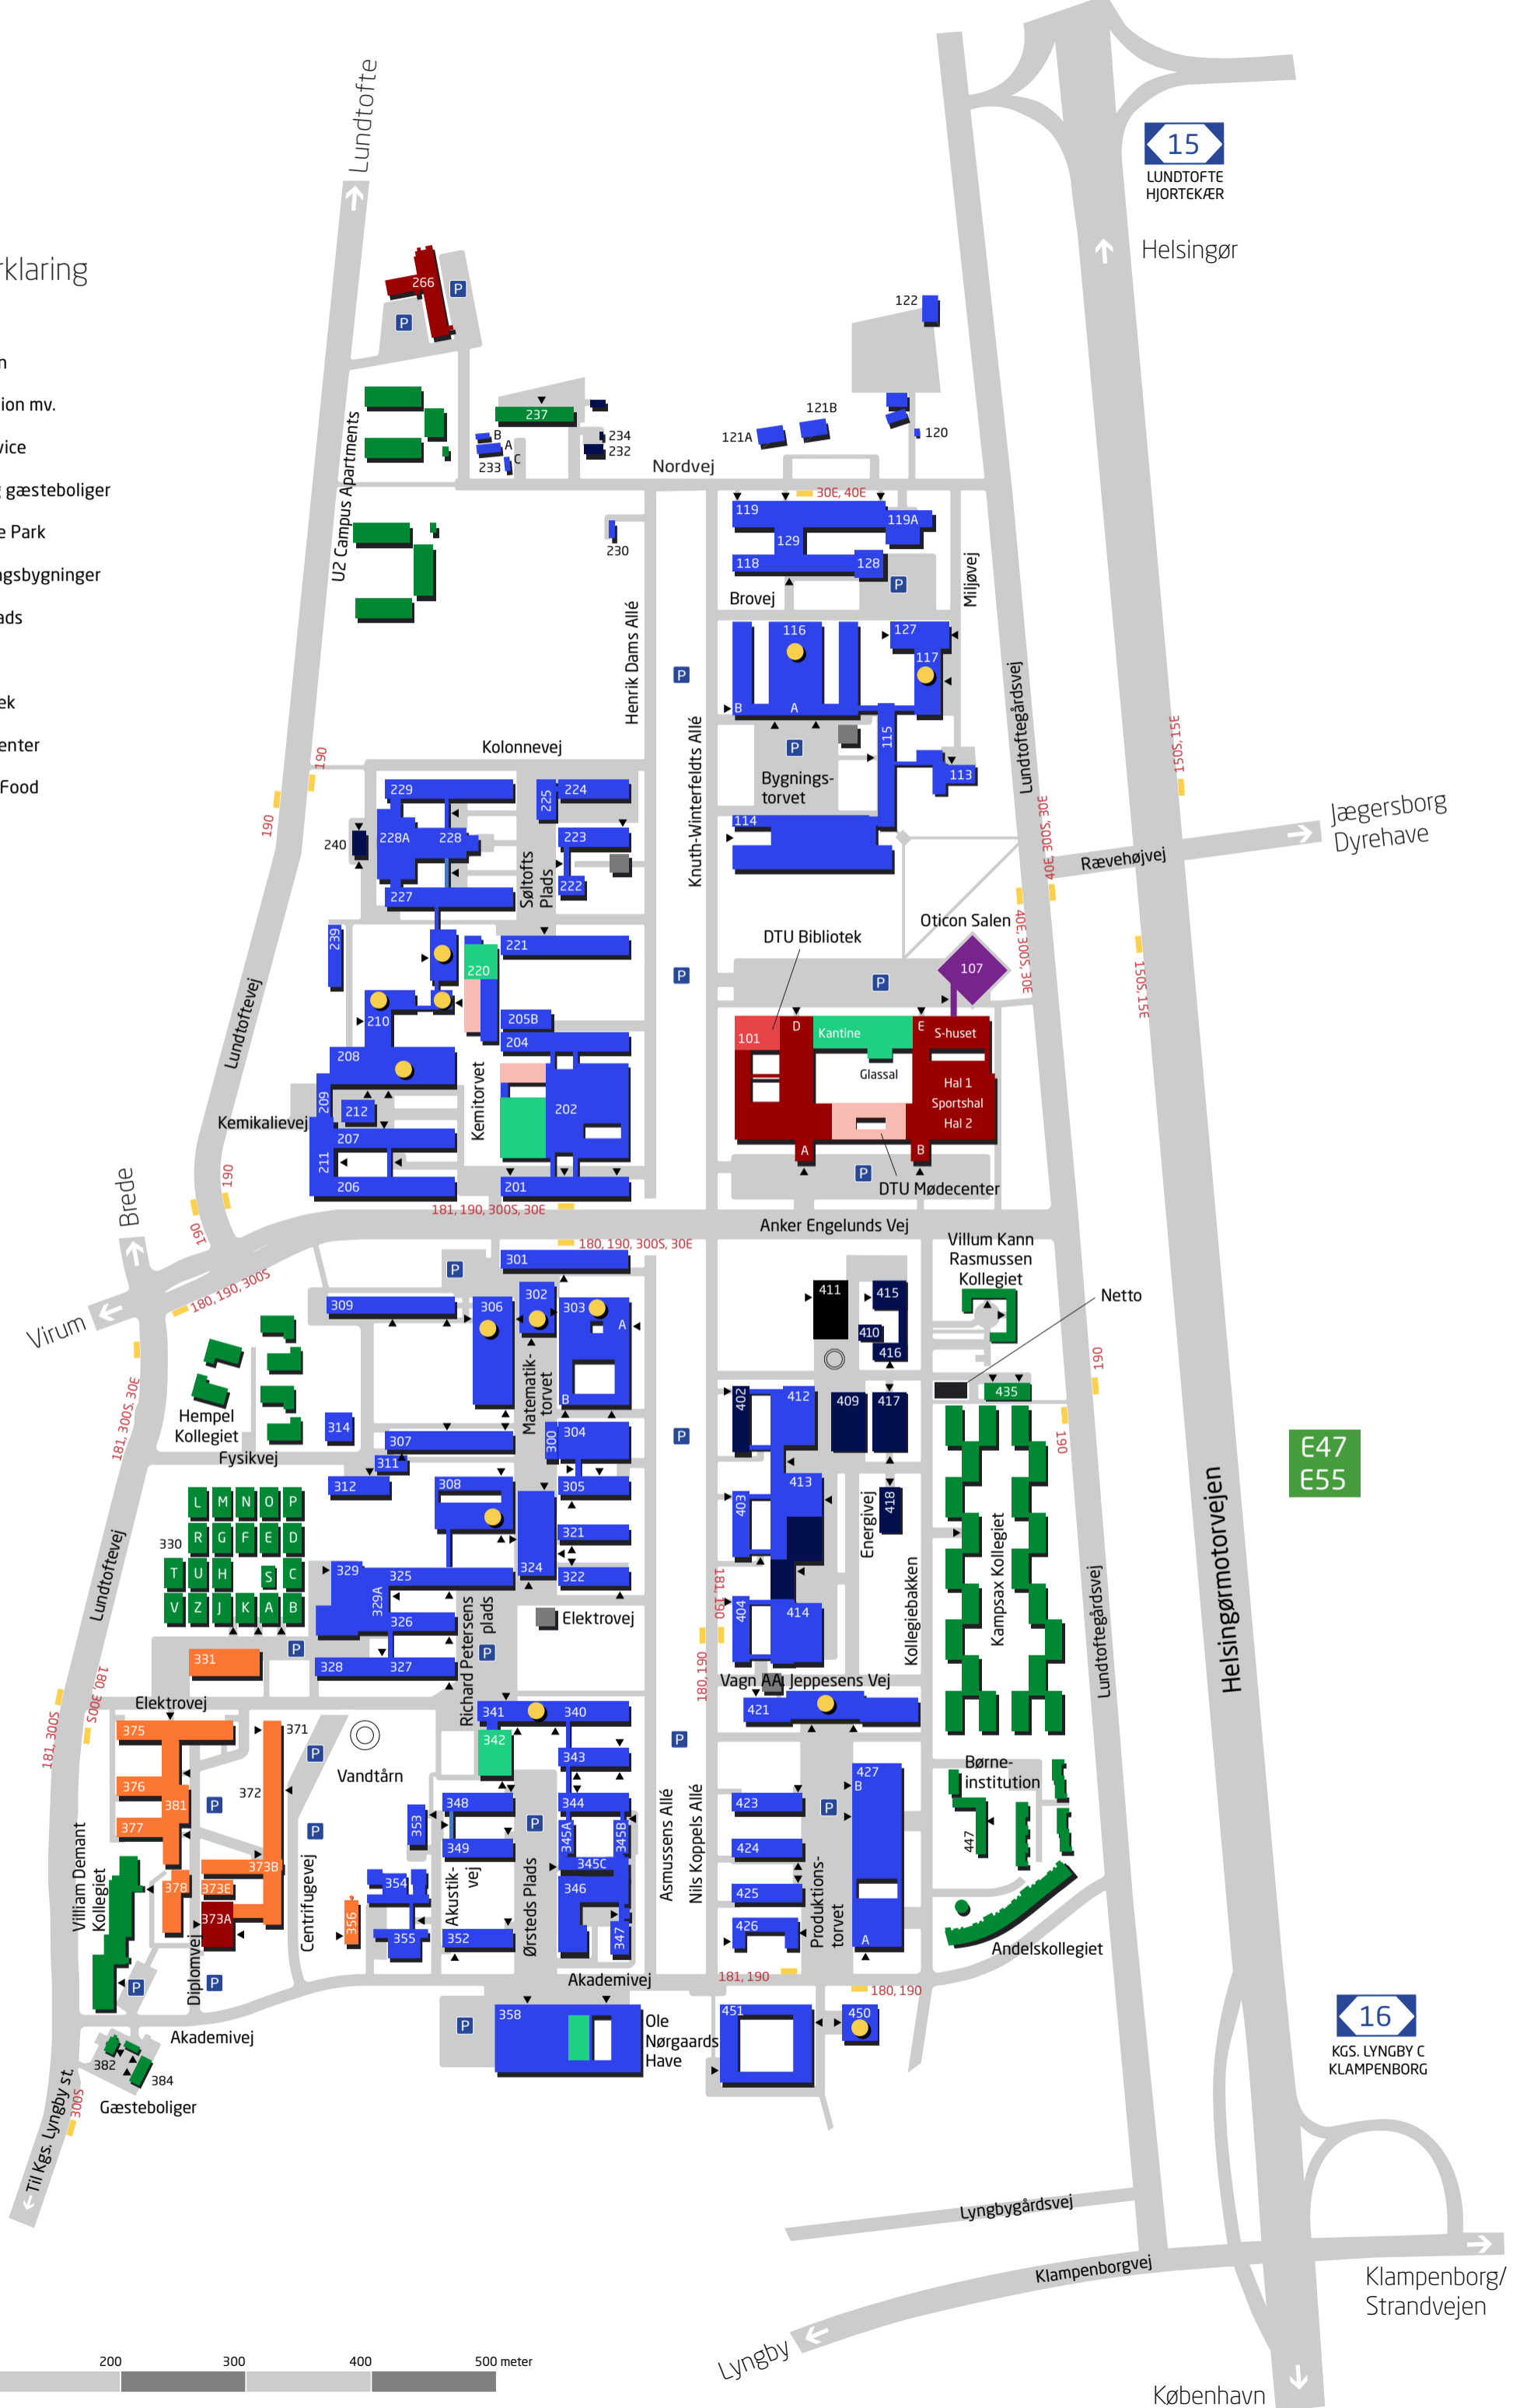 Lundtofte
15
LUNDTOFTE
HJORTEKÆR
Helsingør
rklaring
266
P
P
122
n
ion mv.
vice
g gæsteboliger
e Park
gsbygninger
ads
ek
enter
Food
U2 Campus Apartments
237
B
A
C
233
234
232
121A
121B
120
Nordvej
30E, 40E
230
119
119A
129
118
128
P
Brovej
Miljøvej
Henrik Dams Allé
P
116
127
117
B
A
115
P
Bygnings-
torvet
113
114
Knuth-Winterfeldts Allé
Lundtoftegårdsvej
150S, 15E
Kolonnevej
190
190
229
225
224
240
228A
228
223
222
227
Søltofts
Plads
40E, 300S, 30E
Rævehøjvej
Jægersborg
Dyrehave
239
221
220
P
DTU Bibliotek
Oticon Salen
40E, 300S, 30E
150S, 15E
107
P
210
205B
204
208
209
212
Kemikalievej
207
211
206
Kemitorvet
202
201
101
D
Kantine
E
S-huset
Glassal
Hal 1
Sportshal
Hal 2
A
B
P
DTU Mødecenter
Lundtoftevej
Brede
190
190
181, 190, 300S, 30E
Anker Engelunds Vej
180, 190, 300S, 30E
180, 190, 300S
Virum
P
301
302
303
A
B
306
309
Matematik-
torvet
411
415
410
416
Villum Kann
Rasmussen
Kollegiet
Netto
190
181, 300S, 30E
Hempel
Kollegiet
314
307
300
304
Fysikvej
311
312
308
305
P
402
412
409
417
435
190
413
403
418
Energivej
Kampsax Kollegiet
Kollegiebakken
E47
E55
Helsingørmotorvejen
L M N O P
330
R G F E D
T U H S C
V Z J K A B
Lundtoftevej
321
324
322
329
325
329A
326
328
327
Richard Petersens
plads
P
Elektrovej
P
331
181, 190
404
414
180, 190
Vagn AA. Jeppesens Vej
Lundtoftegårdsvej
180, 300S
181, 300S
Elektrovej
375
371
376
372
381
377
P
P
P
Vandtårn
341
340
342
343
421
P
Børne-
institution
447
427
B
A
348
353
349
344
345A
345B
345C
346
347
P
423
P
424
425
426
Asmussens Allé
Nils Koppels Allé
Produktions-
torvet
Villiam Demant
Kollegiet
378
373B
373E
373A
Centrifugevej
356
354
355
352
Akustik-
vej
Ørsteds Plads
Andelskollegiet
Diplomvej
P
P
Akademivej
181, 190
180, 190
Akademivej
P
358
Ole
Nørgaards
Have
451
450
382
384
Gæsteboliger
300S
Til Kgs. Lyngby st.
16
KGS. LYNGBY C
KLAMPENBORG
Lyngbygårdsvej
Klampenborgvej
Klampenborg/
Strandvejen
Lyngby
København
200 300 400 500 meter